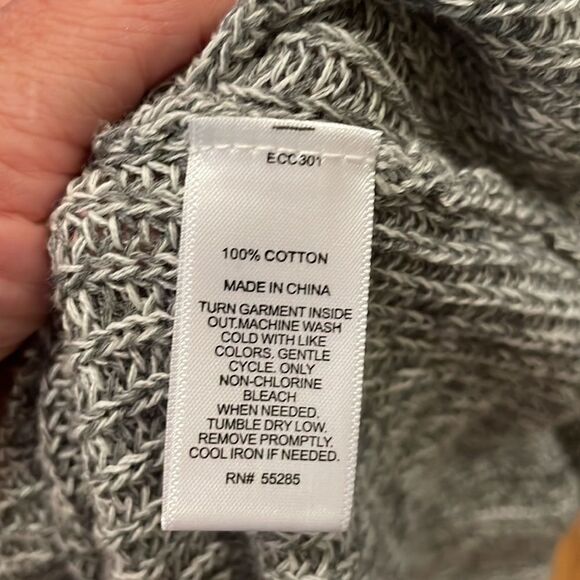 ECC301
100% COTTON
MADE IN CHINA
TURN GARMENT INSIDE
OUT.MACHINE WASH
COLD WITH LIKE
COLORS. GENTLE
CYCLE. ONLY
NON-CHLORINE
BLEACH
WHEN NEEDED.
TUMBLE DRY LOW.
REMOVE PROMPTLY.
COOL IRON IF NEEDED.
RN# 55285